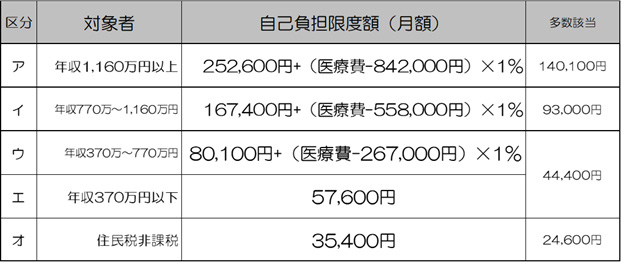 区分 対象者 自己負担限度額（月額） 多数該当
ア 年収1,160万円以上 252,600円+（医療費-842,000円）×1% 140,100円
イ 年収770万～1,160万円 167,400円+（医療費-558,000円）×1% 93,000円
ウ 年収370万～770万円 80,100円+（医療費-267,000円）×1%
44,400円
エ 年収370万円以下 57,600円
オ 住民税非課税 35,400円 24,600円